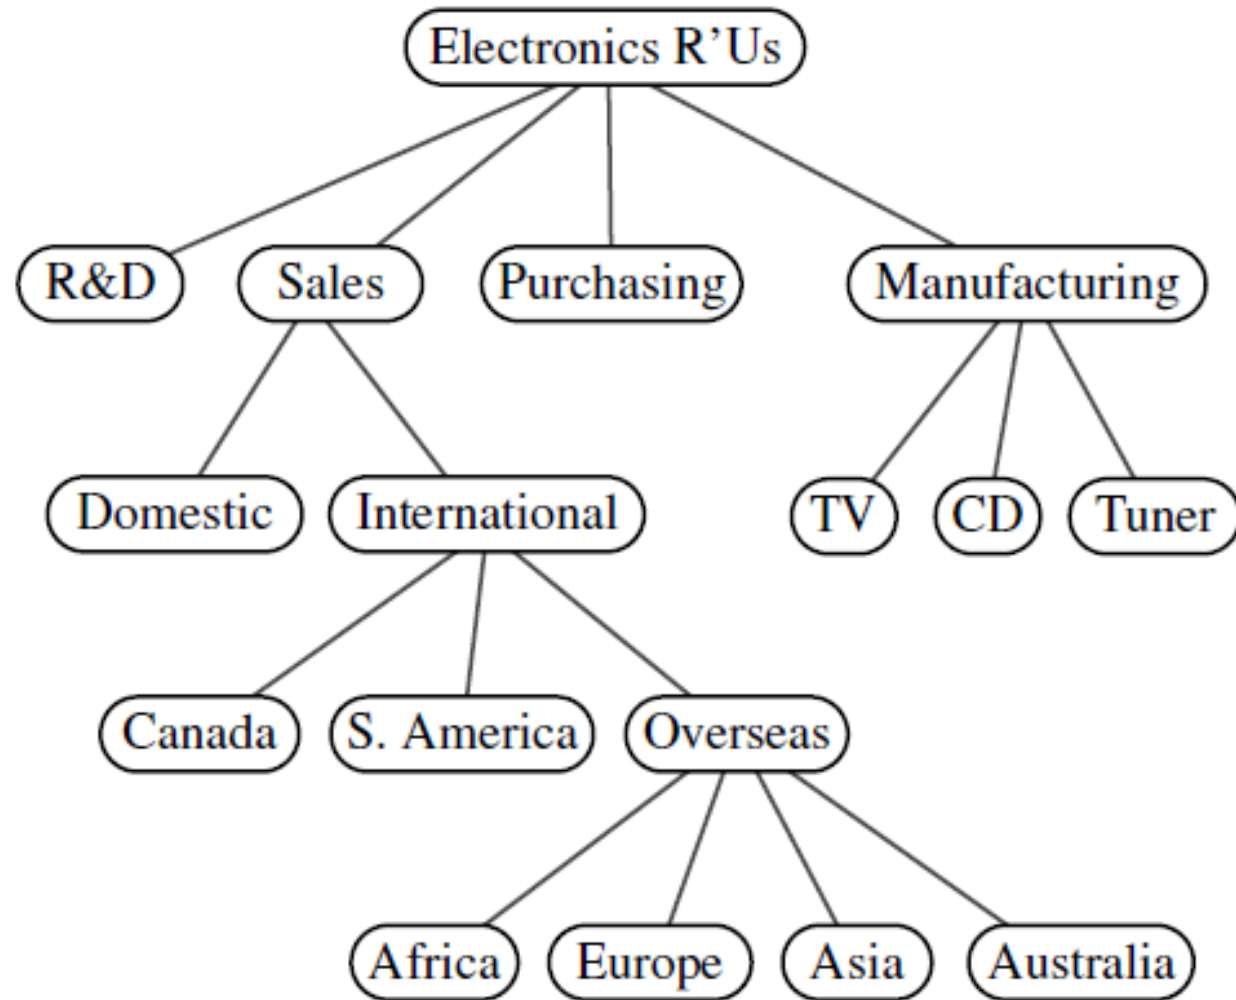 Electronics R’Us
R&D Sales Purchasing Manufacturing
Domestic International TV CD Tuner
Canada S. America Overseas
Africa Europe Asia Australia